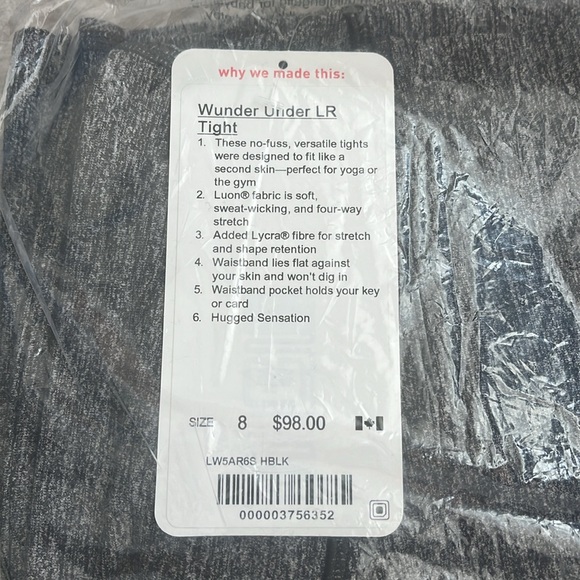 why we made this:
Wunder Under LR
Tight
1. These no-fuss, versatile tights
were designed to fit like a
second skin—perfect for yoga or
the gym
2. Luon® fabric is soft,
sweat-wicking, and four-way
stretch
3. Added Lycra® fibre for stretch
and shape retention
4. Waistband lies flat against
your skin and won't dig in
5. Waistband pocket holds your key
or card
6. Hugged Sensation
SIZE 8 $98.00
LW5AR6S HBLK
000003756352